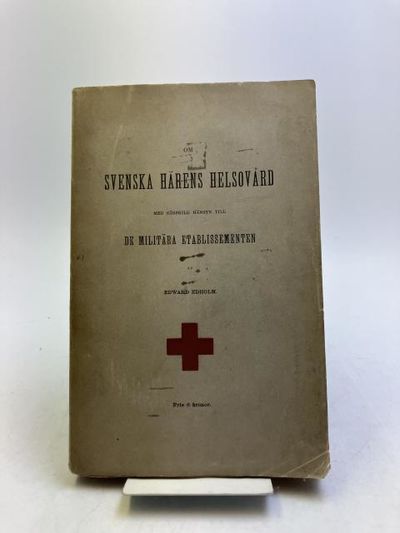 OM
SVENSKA HÄRENS HELSOVÅRD
MED SÄRSKILD HÄNSYN TILL
DE MILITÄRA ETABLISSEMENTEN
EDWARD EDHOLM.
Pris 6 kronor.